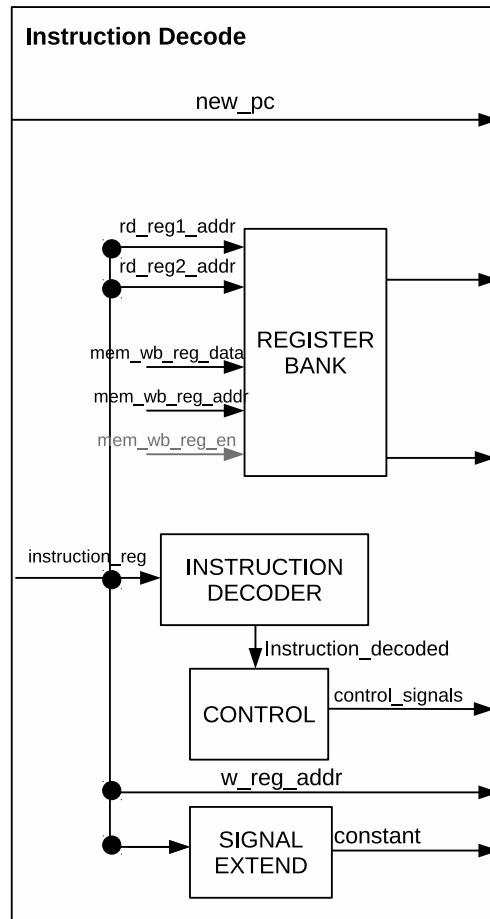 Instruction Decode
new_pc
rd_reg1_addr
rd_reg2_addr
REGISTER
BANK
mem_wb_reg_data
mem_wb_reg_addr
mem_wb_reg_en
instruction_reg
INSTRUCTION
DECODER
Instruction_decoded
CONTROL
control_signals
w_reg_addr
SIGNAL
EXTEND
constant